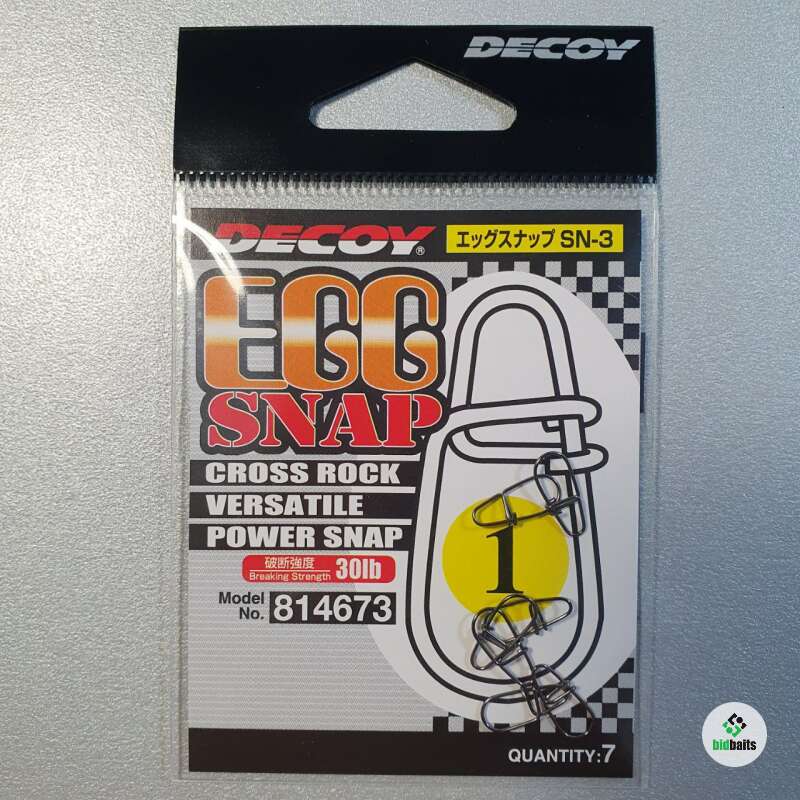 DECOY
DECOY®
エッグスナップ SN-3
EGG
SNAP
CROSS ROCK
VERSATILE
POWER SNAP
破断強度
Breaking Strength 30lb
Model
No. 814673
1
QUANTITY:7
bidbaits